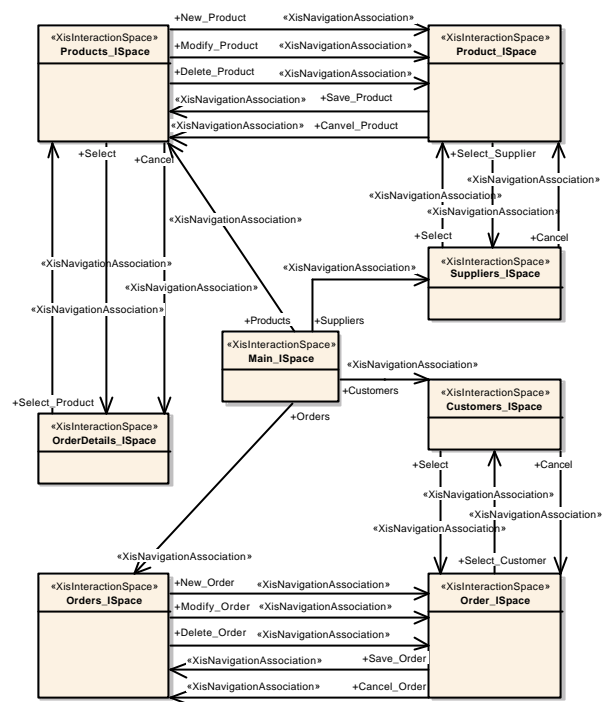 +New_Product «XisNavigationAssociation»
«XisInteractionSpace»
Products_ISpace
«XisInteractionSpace»
Product_ISpace
+Modify_Product «XisNavigationAssociation»
+Delete_Product «XisNavigationAssociation»
«XisNavigationAssociation» +Save_Product
«XisNavigationAssociation» +Canvel_Product
+Select
+Cancel
+Select_Supplier
«XisNavigationAssociation»
«XisNavigationAssociation»
«XisNavigationAssociation»
+Select
+Cancel
«XisNavigationAssociation»
«XisNavigationAssociation»
«XisInteractionSpace»
Suppliers_ISpace
«XisNavigationAssociation»
«XisNavigationAssociation»
+Products
+Suppliers
«XisInteractionSpace»
Main_ISpace
«XisNavigationAssociation»
+Customers
«XisInteractionSpace»
Customers_ISpace
+Select_Product
+Orders
«XisInteractionSpace»
OrderDetails_ISpace
+Select
+Cancel
«XisNavigationAssociation»
«XisNavigationAssociation»
«XisNavigationAssociation»
«XisNavigationAssociation»
+Select_Customer
«XisInteractionSpace»
Orders_ISpace
+New_Order «XisNavigationAssociation»
«XisInteractionSpace»
Order_ISpace
+Modify_Order «XisNavigationAssociation»
+Delete_Order «XisNavigationAssociation»
«XisNavigationAssociation» +Save_Order
«XisNavigationAssociation» +Cancel_Order